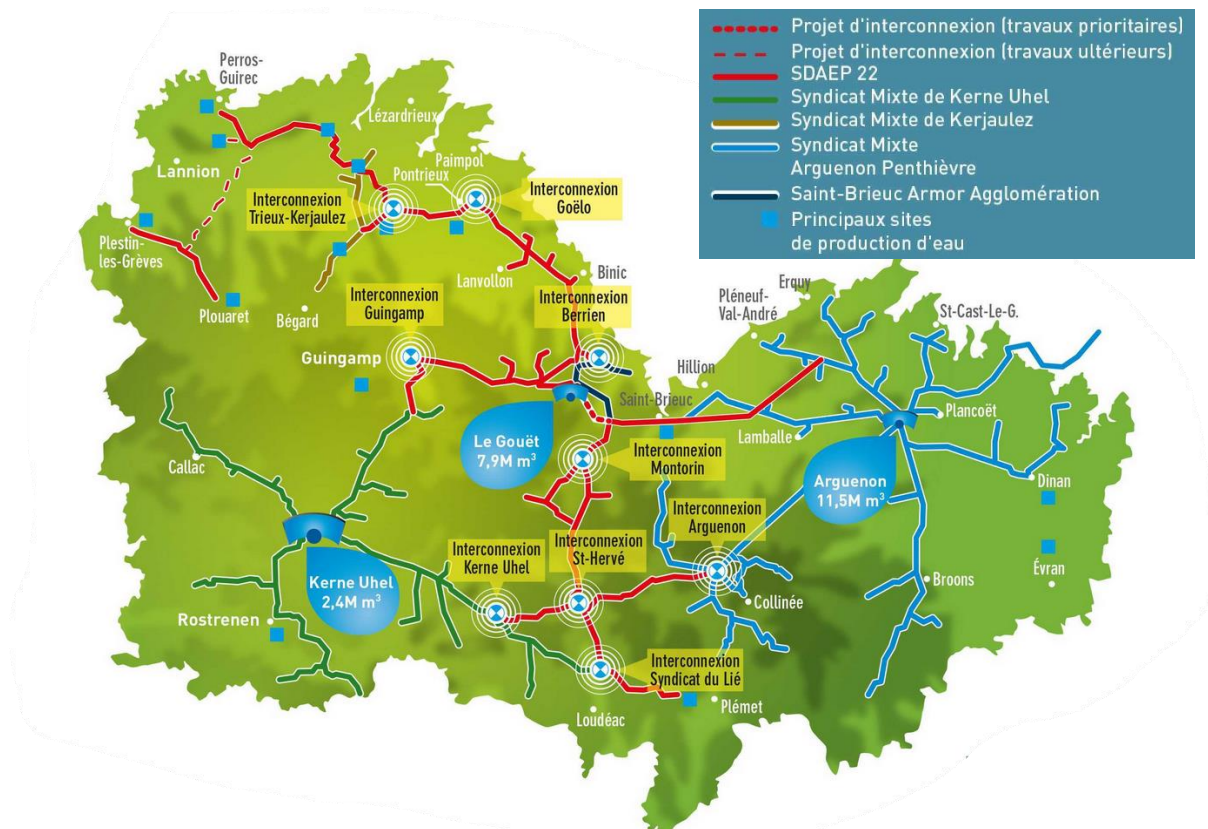 Projet d'interconnexion (travaux prioritaires)
Projet d'interconnexion (travaux ultérieurs)
SDAEP 22
Syndicat Mixte de Kerne Uhel
Syndicat Mixte de Kerjaulez
Syndicat Mixte
Arguenon Penthièvre
Saint-Brieuc Armor Agglomération
Principaux sites
de production d'eau
Perros-
Guirec
Lézardrieux
Lannion
Paimpol
Pontrieux
Interconnexion
Trieux-Kerjaulez
Interconnexion
Goëlo
Plestin-
les-Grèves
Plouaret
Bégard
Lanvollon
Binic
Interconnexion
Guingamp
Interconnexion
Berrien
Guingamp
Erquy
Pléneuf-
Val-André
St-Cast-Le-G.
Hillion
Saint-Brieuc
Lamballe
Plancoët
Dinan
Évran
Le Gouët
7,9M m³
Interconnexion
Montorin
Arguenon
11,5M m³
Callac
Interconnexion
Arguenon
Interconnexion
St-Hervé
Interconnexion
Kerne Uhel
Kerne Uhel
2,4M m³
Rostrenen
Collinée
Broons
Interconnexion
Syndicat du Lié
Loudéac
Plémet